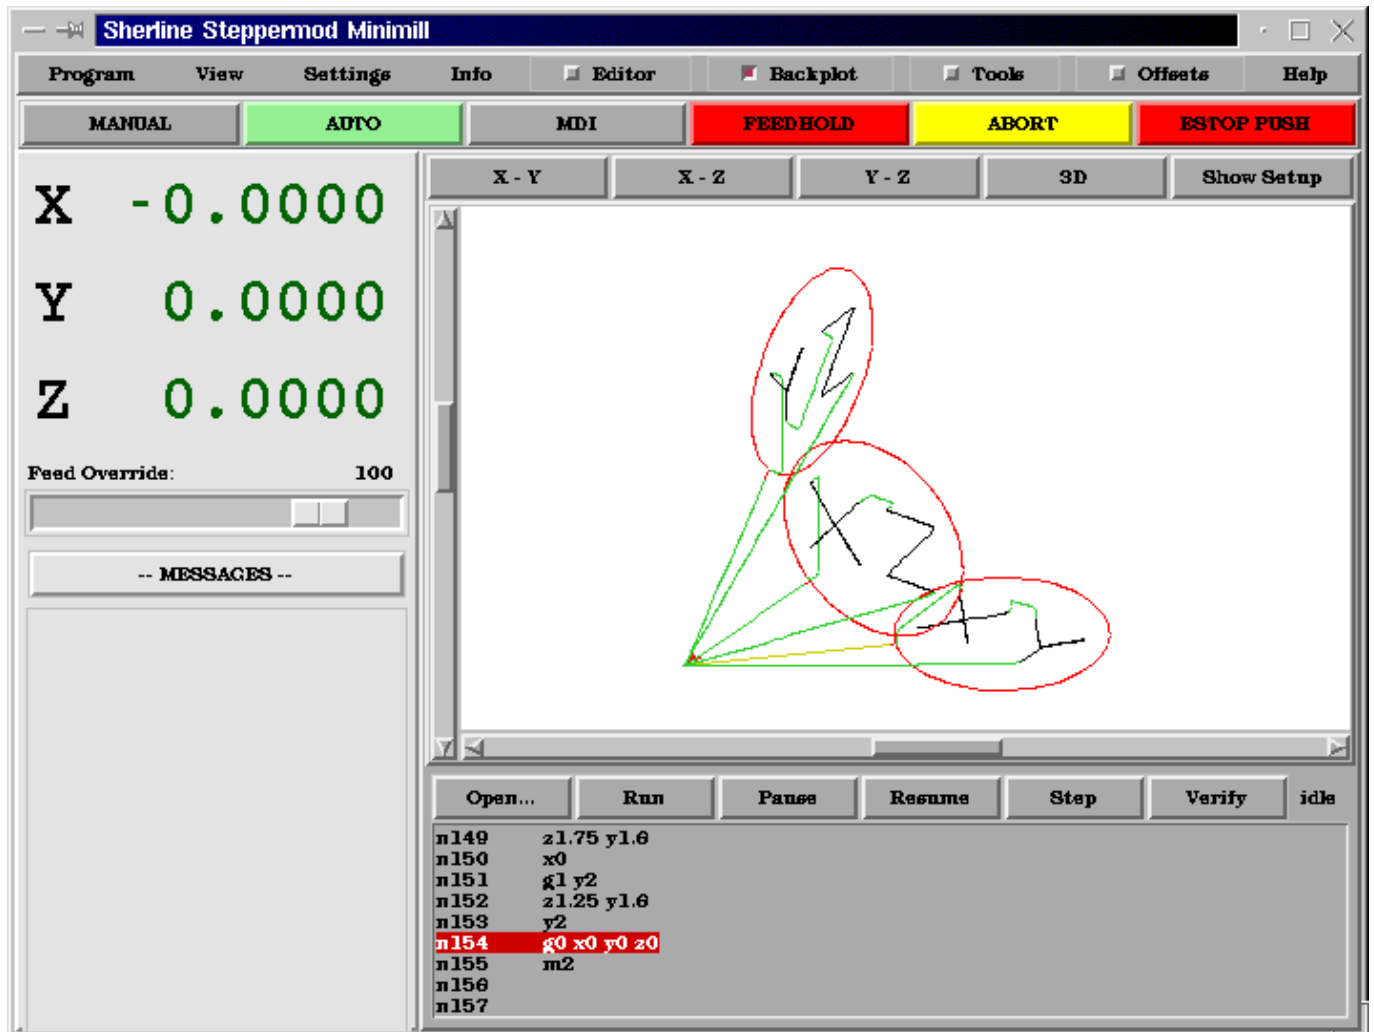 Sherline Steppermod Minimill
Program View Settings Info Editor Backplot Tools Offsets Help
MANUAL AUTO MDI FEEDHOLD ABORT ESTOP PUSH
X - Y X - Z Y - Z 3D Show Setup
X -0.0000
Y 0.0000
Z 0.0000
Feed Override: 100
-- MESSAGES --
Y Z
X Z
X Y
Open... Run Pause Resume Step Verify idle
n149 z1.75 y1.6
n150 x0
n151 g1 y2
n152 z1.25 y1.6
n153 y2
n154 g0 x0 y0 z0
n155 m2
n156
n157